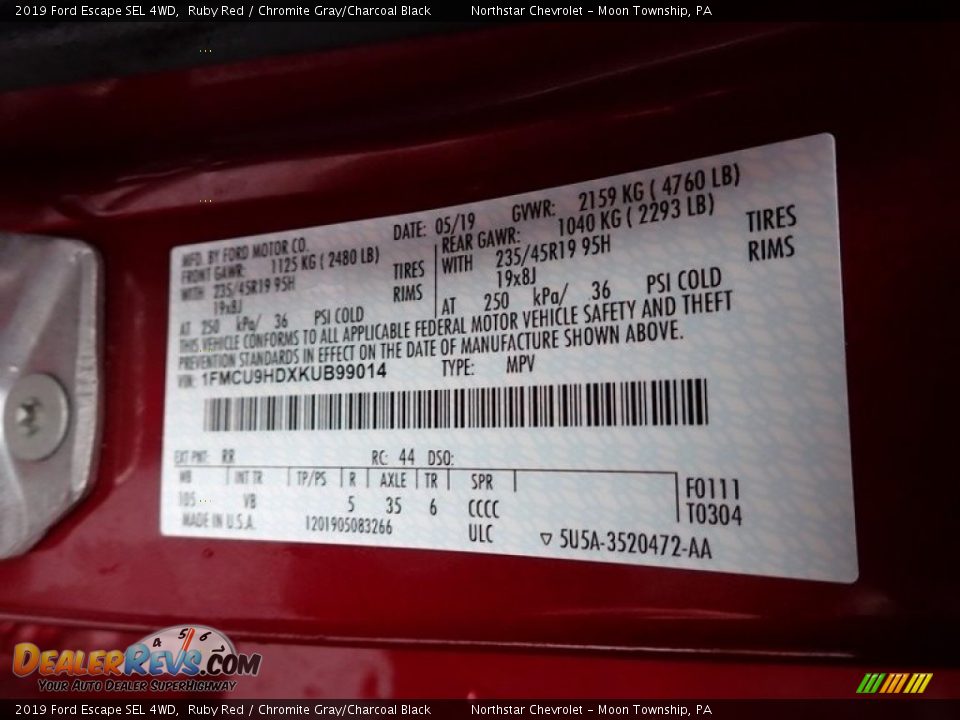 2019 Ford Escape SEL 4WD, Ruby Red / Chromite Gray/Charcoal Black Northstar Chevrolet - Moon Township, PA
MFD. BY FORD MOTOR CO. DATE: 05/19 GVWR: 2159 KG ( 4760 LB)
FRONT GAWR: 1125 KG ( 2480 LB) REAR GAWR: 1040 KG ( 2293 LB)
WITH 235/45R19 95H TIRES WITH 235/45R19 95H TIRES
19x8J RIMS 19x8J RIMS
AT 250 kPa/ 36 PSI COLD AT 250 kPa/ 36 PSI COLD
THIS VEHICLE CONFORMS TO ALL APPLICABLE FEDERAL MOTOR VEHICLE SAFETY AND THEFT
PREVENTION STANDARDS IN EFFECT ON THE DATE OF MANUFACTURE SHOWN ABOVE.
VIN: 1FMCU9HDXKUB99014 TYPE: MPV
EXT PNT: RR RC: 44 DSO:
WB INT TR TP/PS R AXLE TR SPR F0111
105 VB 5 35 6 CCCC T0304
MADE IN U.S.A. 1201905083266 ULC ▽ 5U5A-3520472-AA
4 5 6
DealerRevs.com
Your Auto Dealer SuperHighway
2019 Ford Escape SEL 4WD, Ruby Red / Chromite Gray/Charcoal Black Northstar Chevrolet - Moon Township, PA